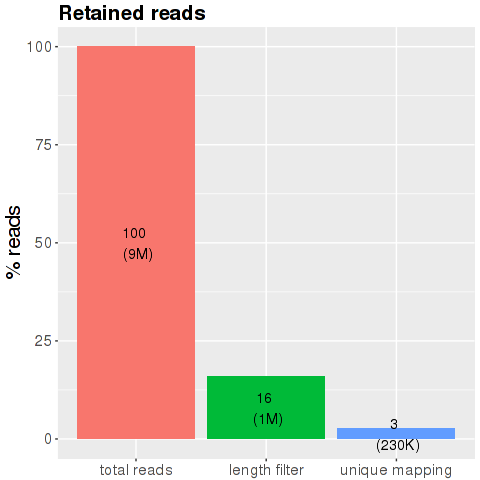 Retained reads
% reads
100
75
50
25
0
100
(9M)
16
(1M)
3
(230K)
total reads
length filter
unique mapping